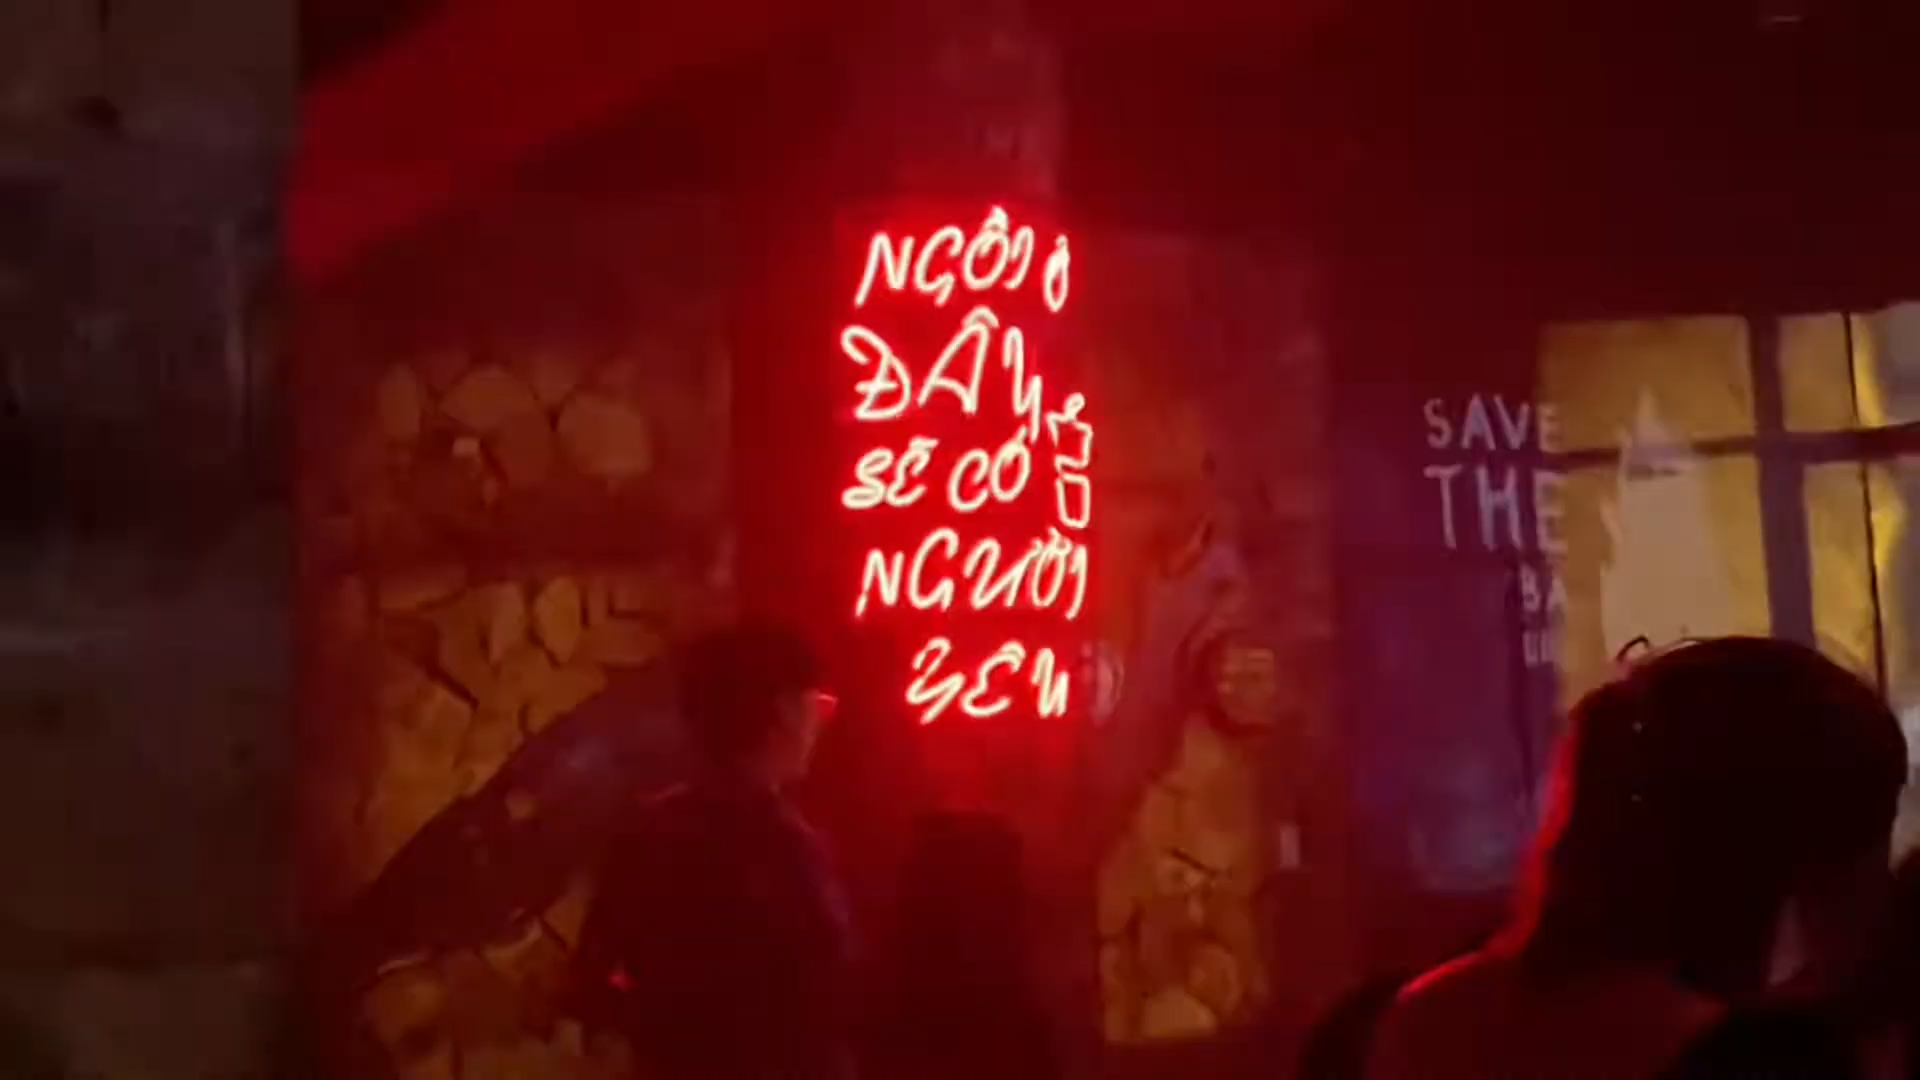 NGỒI Ở
ĐÂY
SẼ CÓ
NGƯỜI
YÊU
SAVE
THE